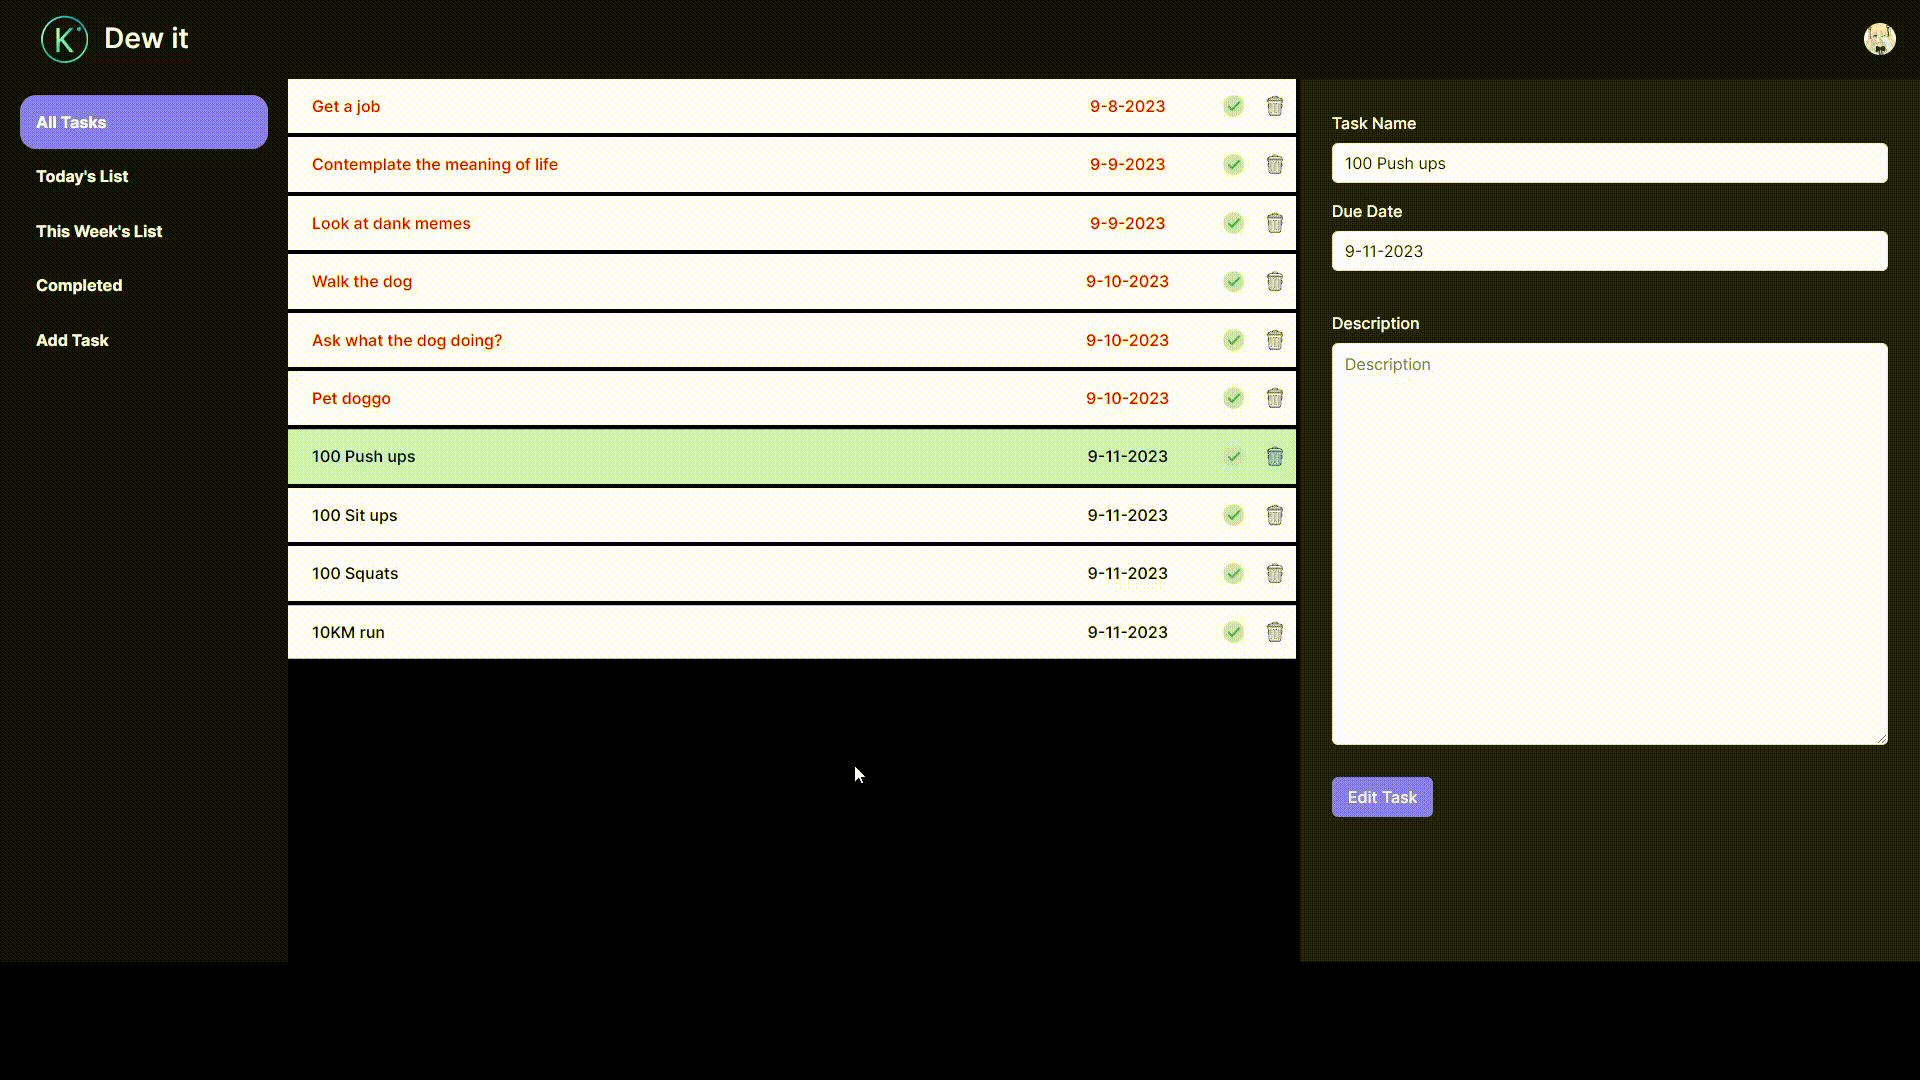 K Dew it
All Tasks
Today's List
This Week's List
Completed
Add Task
Get a job 9-8-2023
Contemplate the meaning of life 9-9-2023
Look at dank memes 9-9-2023
Walk the dog 9-10-2023
Ask what the dog doing? 9-10-2023
Pet doggo 9-10-2023
100 Push ups 9-11-2023
100 Sit ups 9-11-2023
100 Squats 9-11-2023
10KM run 9-11-2023
Task Name
100 Push ups
Due Date
9-11-2023
Description
Description
Edit Task